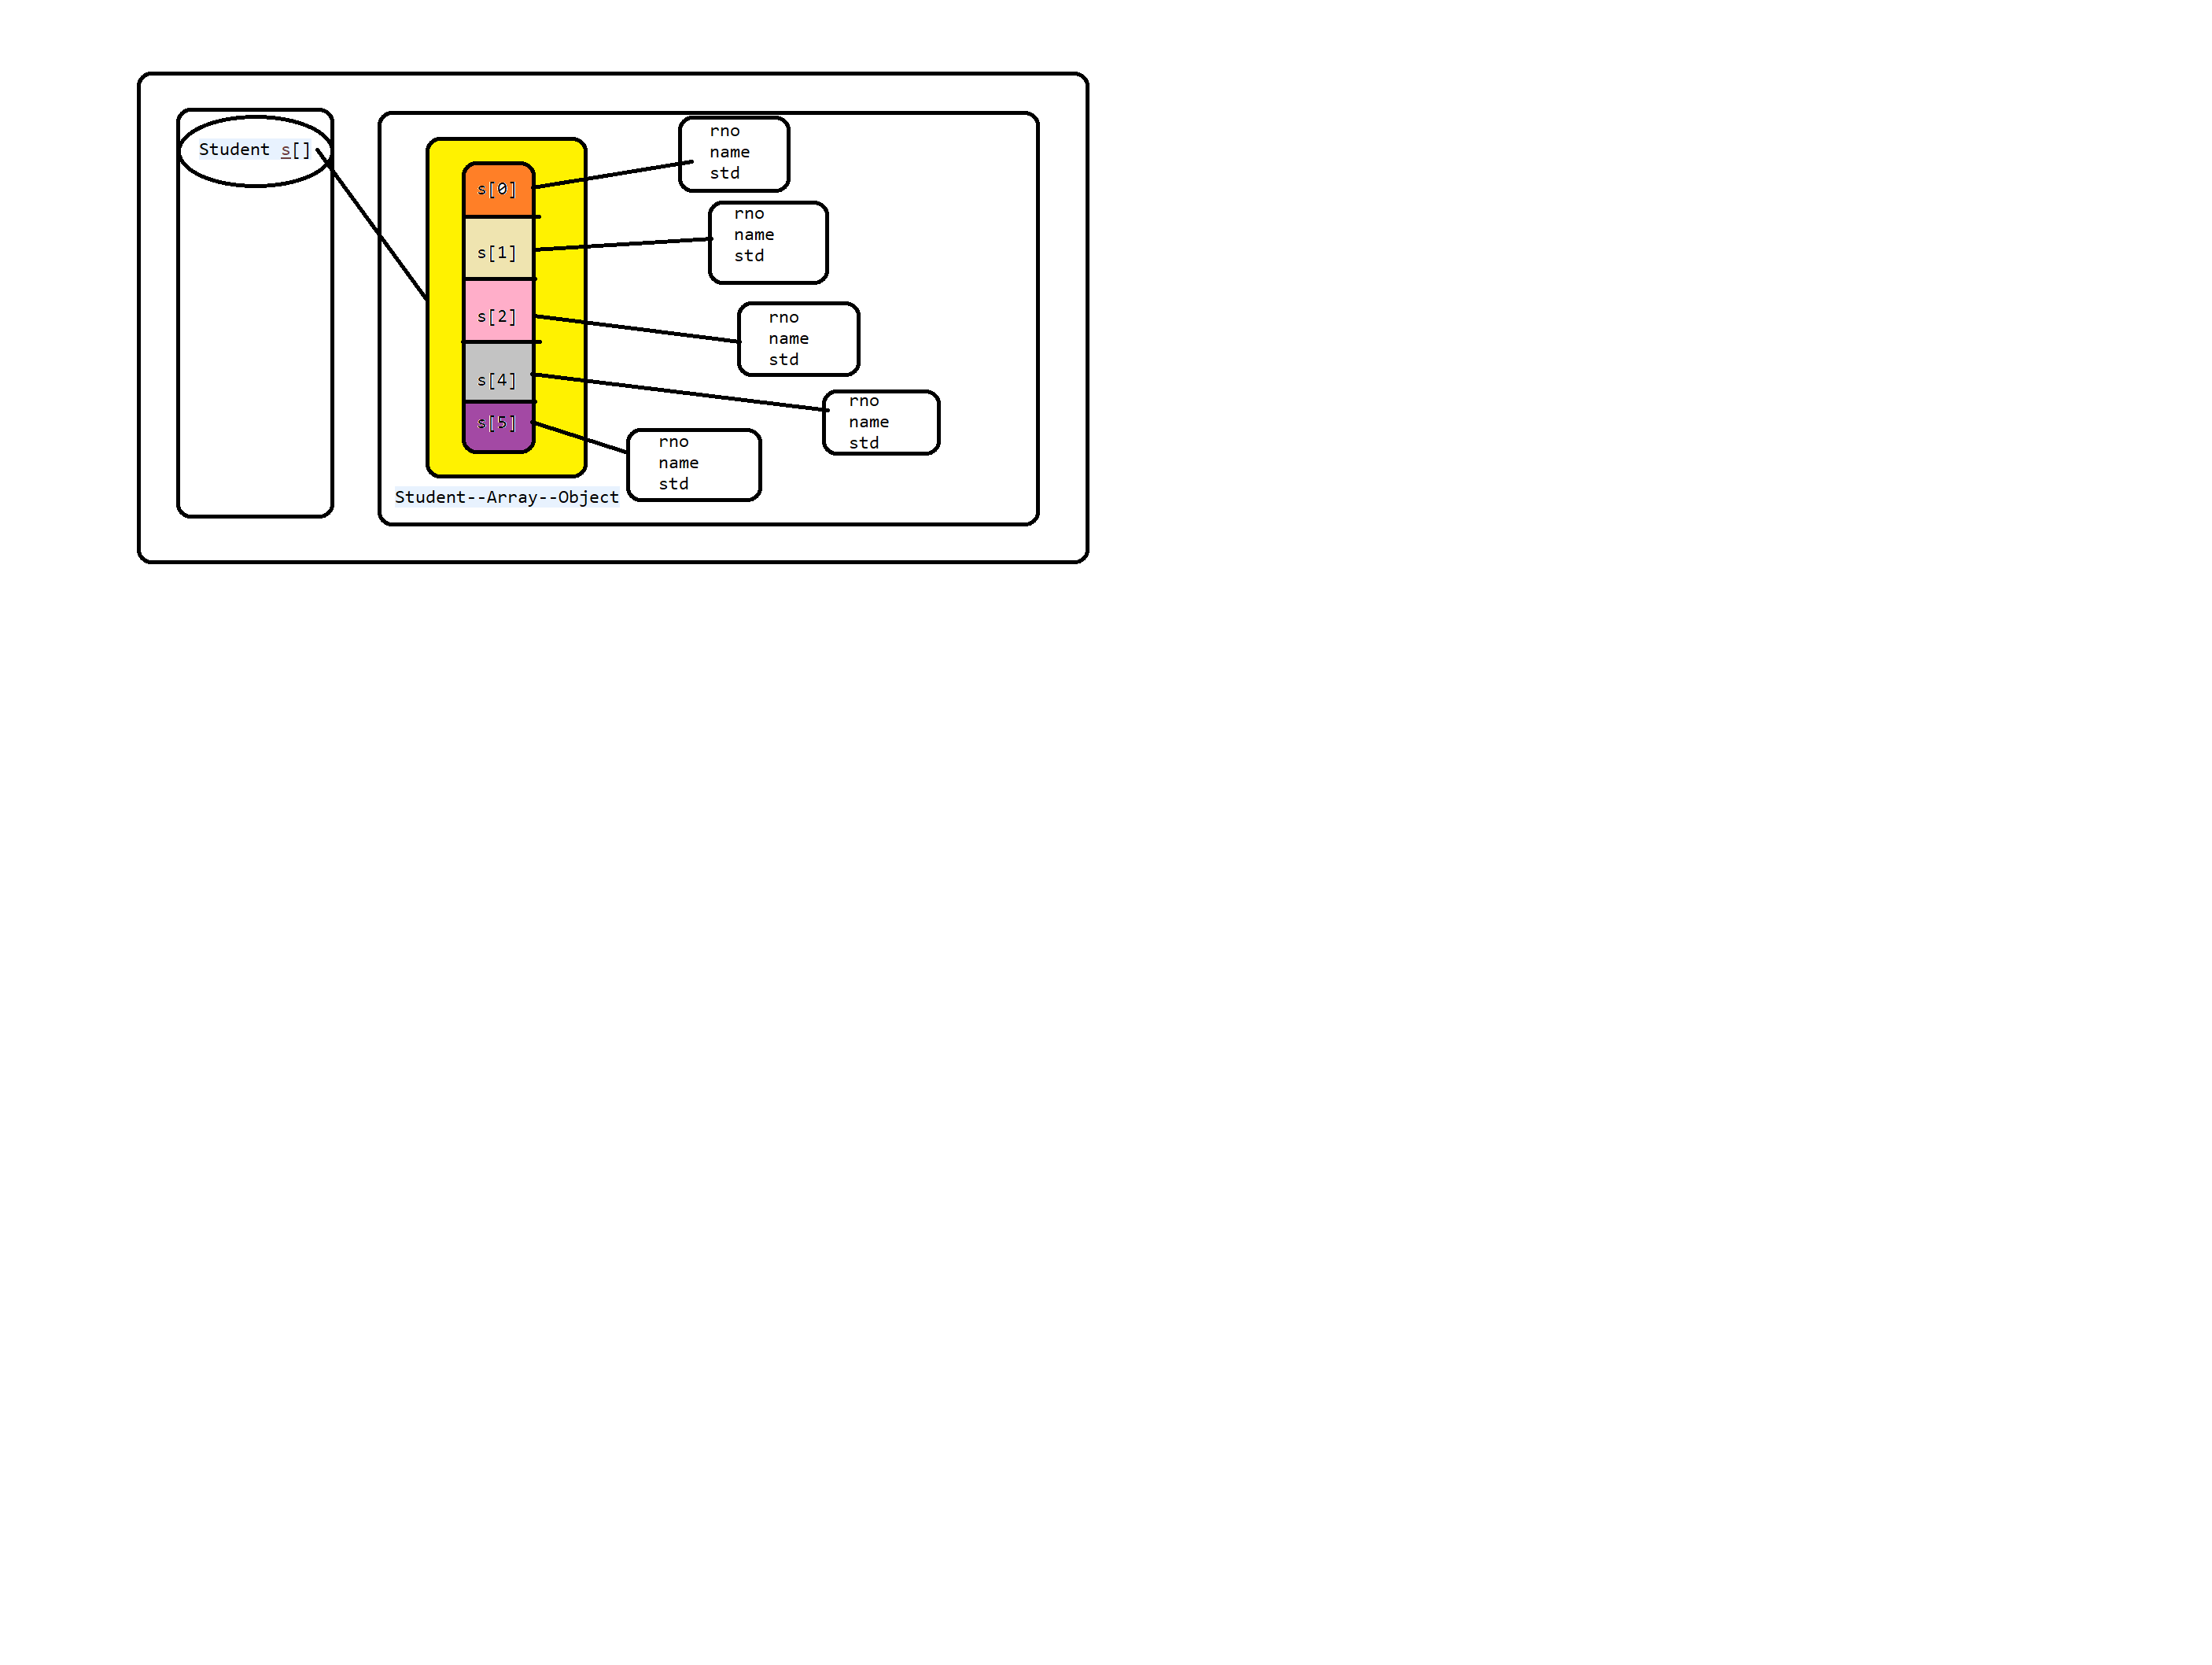 Student s[]
s[0]
s[1]
s[2]
s[4]
s[5]
Student--Array--Object
rno
name
std
rno
name
std
rno
name
std
rno
name
std
rno
name
std